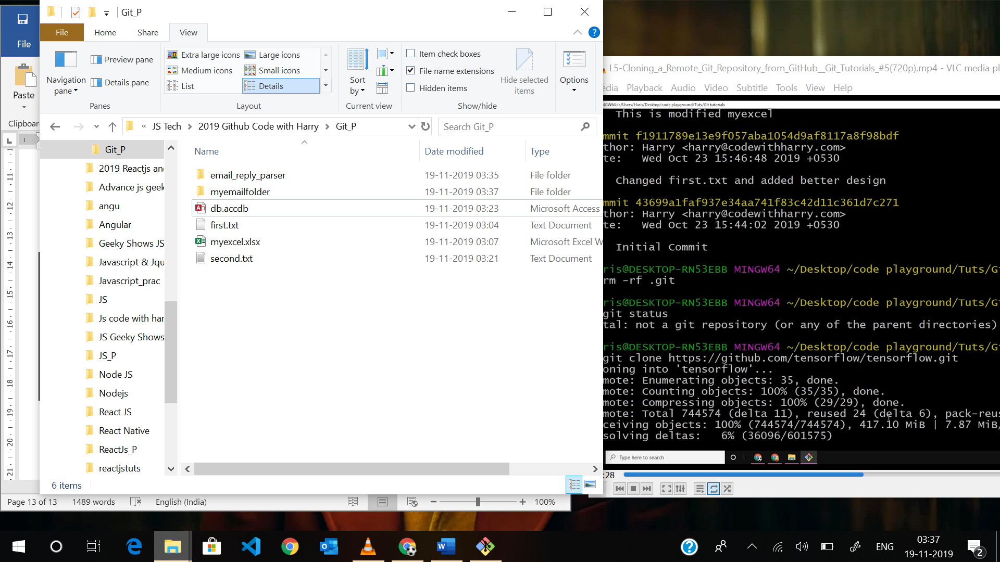 Git_P
File
Home
Share
View
?
File
Paste
Clipboar
Navigation
pane
Preview pane
Details pane
Panes
Extra large icons
Large icons
Medium icons
Small icons
List
Details
Layout
Sort
by
Current view
Item check boxes
File name extensions
Hidden items
Hide selected
items
Show/hide
Options
« JS Tech > 2019 Github Code with Harry > Git_P
Search Git_P
Git_P
2019 Reactjs an
Advance js geek
angu
Angular
Geeky Shows JS
Javascript & Jqu
Javascript_prac
JS
Js code with har
JS Geeky Shows
JS_P
Node JS
Nodejs
React JS
React Native
ReactJs_P
reactjstuts
Name Date modified Type
email_reply_parser 19-11-2019 03:35 File folder
myemailfolder 19-11-2019 03:37 File folder
db.accdb 19-11-2019 03:23 Microsoft Access
first.txt 19-11-2019 03:04 Text Document
myexcel.xlsx 19-11-2019 03:07 Microsoft Excel W
second.txt 19-11-2019 03:21 Text Document
6 items
11
12
13
14
15
16
17
18
19
20
21
Page 13 of 13 1489 words English (India) 100%
L5-Cloning_a_Remote_Git_Repository_from_GitHub__Git_Tutorials_#5(720p).mp4 - VLC media pl
edia Playback Audio Video Subtitle Tools View Help
NGW64:/c/Users/Haris/Desktop/code playground/Tuts/Git tutorials
This is modified myexcel
mmit f1911789e13e9f057aba1054d9af8117a8f98bdf
thor: Harry <harry@codewithharry.com>
te: Wed Oct 23 15:46:48 2019 +0530
Changed first.txt and added better design
mmit 43699a1faf937e34aa741f83c42d11c361d7c271
thor: Harry <harry@codewithharry.com>
te: Wed Oct 23 15:44:02 2019 +0530
Initial Commit
ris@DESKTOP-RN53EBB MINGW64 ~/Desktop/code playground/Tuts/G
rm -rf .git
ris@DESKTOP-RN53EBB MINGW64 ~/Desktop/code playground/Tuts/G
git status
tal: not a git repository (or any of the parent directories)
ris@DESKTOP-RN53EBB MINGW64 ~/Desktop/code playground/Tuts/G
git clone https://github.com/tensorflow/tensorflow.git
oning into 'tensorflow'...
mote: Enumerating objects: 35, done.
mote: Counting objects: 100% (35/35), done.
mote: Compressing objects: 100% (29/29), done.
mote: Total 744574 (delta 11), reused 24 (delta 6), pack-reus
ceiving objects: 100% (744574/744574), 417.10 MiB | 7.87 MiB/
solving deltas: 6% (36096/601575)
Type here to search
:28
ENG
03:37
19-11-2019
2